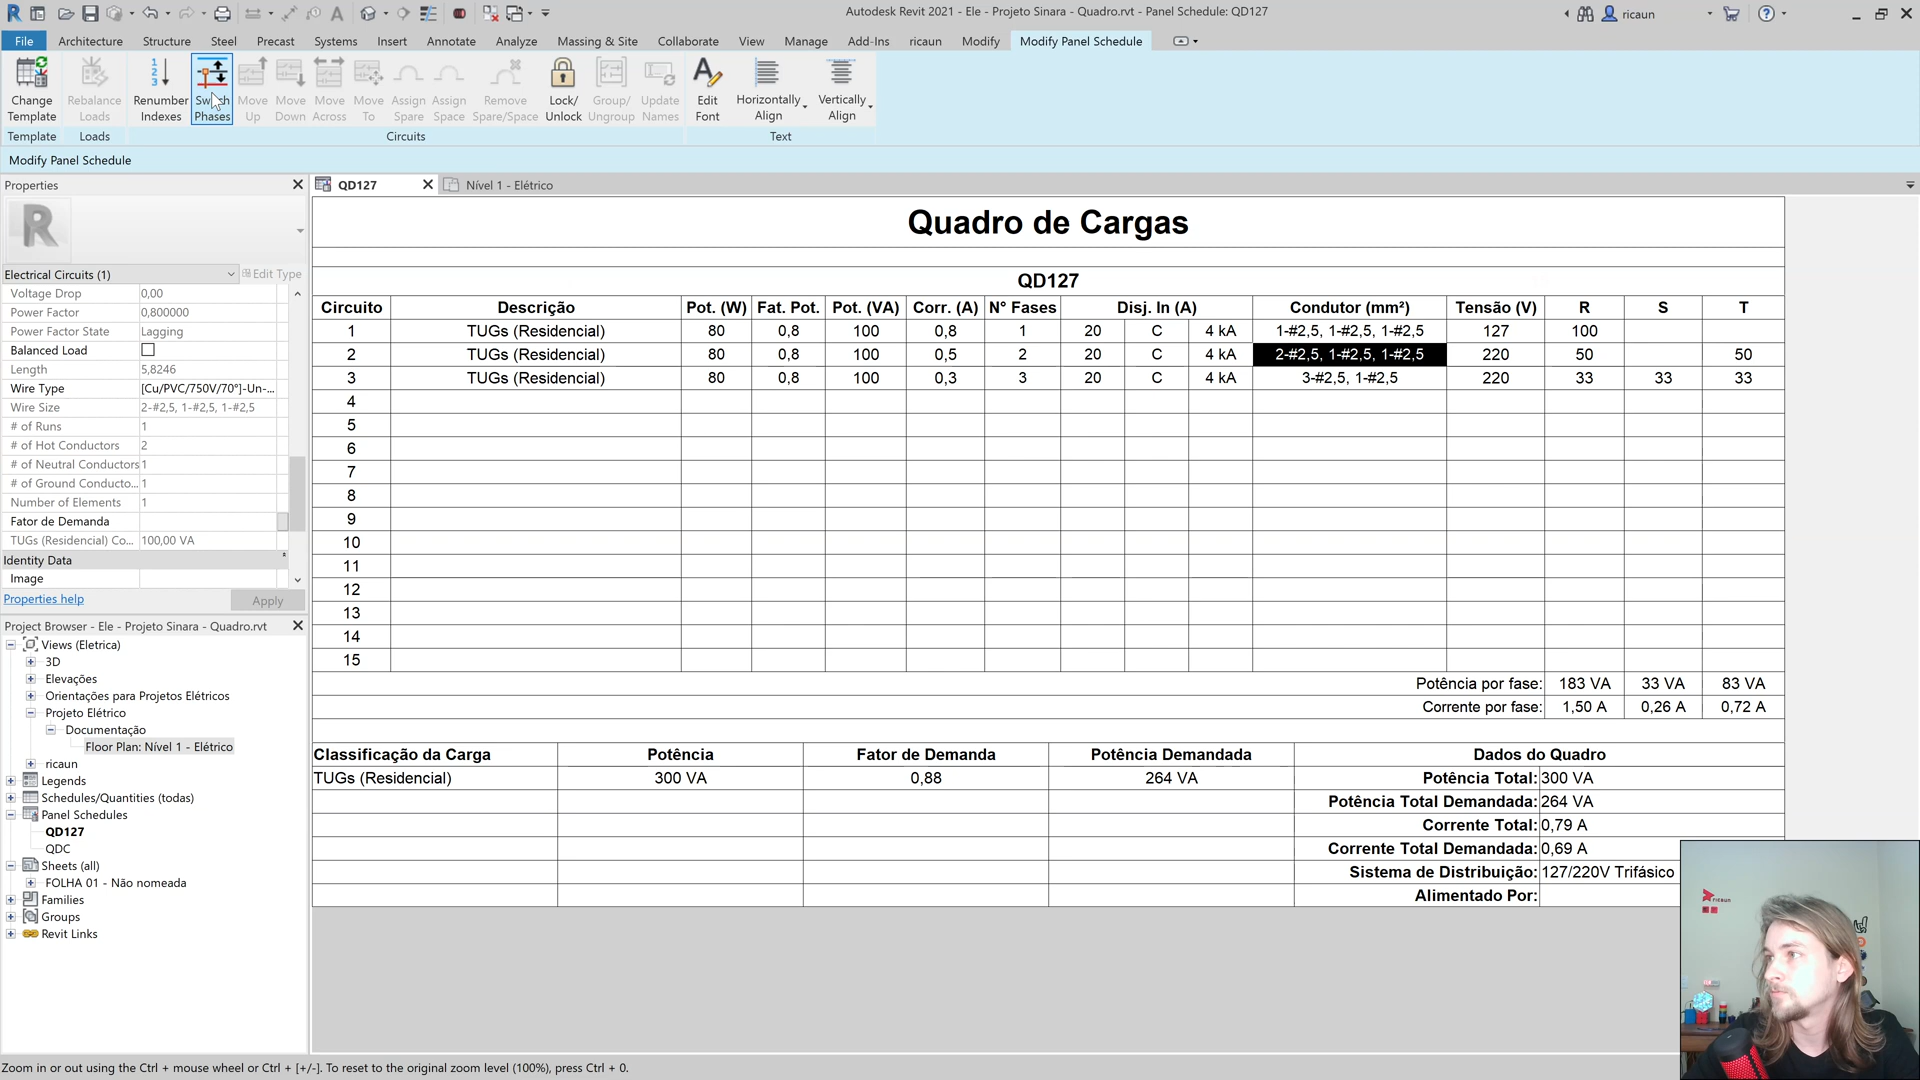 Autodesk Revit 2021 - Ele - Projeto Sinara - Quadro.rvt - Panel Schedule: QD127
ricaun
File Architecture Structure Steel Precast Systems Insert Annotate Analyze Massing & Site Collaborate View Manage Add-Ins ricaun Modify Modify Panel Schedule
Change Template
Rebalance Loads
Renumber Indexes
Switch Phases
Move Up
Move Down
Move Across
Move To
Assign Spare
Assign Space
Remove Spare/Space
Lock/ Unlock
Group/ Ungroup
Update Names
Edit Font
Horizontally Align
Vertically Align
Template Loads Circuits Text
Modify Panel Schedule
Properties
QD127
Nível 1 - Elétrico
R
Electrical Circuits (1)
Edit Type
Voltage Drop 0,00
Power Factor 0,800000
Power Factor State Lagging
Balanced Load
Length 5,8246
Wire Type [Cu/PVC/750V/70°]-Un-...
Wire Size 2-#2,5, 1-#2,5, 1-#2,5
# of Runs 1
# of Hot Conductors 2
# of Neutral Conductors 1
# of Ground Conducto... 1
Number of Elements 1
Fator de Demanda
TUGs (Residencial) Co... 100,00 VA
Identity Data
Image
Properties help
Apply
Project Browser - Ele - Projeto Sinara - Quadro.rvt
Views (Eletrica)
3D
Elevações
Orientações para Projetos Elétricos
Projeto Elétrico
Documentação
Floor Plan: Nível 1 - Elétrico
ricaun
Legends
Schedules/Quantities (todas)
Panel Schedules
QD127
QDC
Sheets (all)
FOLHA 01 - Não nomeada
Families
Groups
Revit Links
Quadro de Cargas
QD127
Circuito Descrição Pot. (W) Fat. Pot. Pot. (VA) Corr. (A) N° Fases Disj. In (A) Condutor (mm²) Tensão (V) R S T
1 TUGs (Residencial) 80 0,8 100 0,8 1 20 C 4 kA 1-#2,5, 1-#2,5, 1-#2,5 127 100
2 TUGs (Residencial) 80 0,8 100 0,5 2 20 C 4 kA 2-#2,5, 1-#2,5, 1-#2,5 220 50 50
3 TUGs (Residencial) 80 0,8 100 0,3 3 20 C 4 kA 3-#2,5, 1-#2,5 220 33 33 33
4
5
6
7
8
9
10
11
12
13
14
15
Potência por fase: 183 VA 33 VA 83 VA
Corrente por fase: 1,50 A 0,26 A 0,72 A
Classificação da Carga Potência Fator de Demanda Potência Demandada Dados do Quadro
TUGs (Residencial) 300 VA 0,88 264 VA Potência Total: 300 VA
Potência Total Demandada: 264 VA
Corrente Total: 0,79 A
Corrente Total Demandada: 0,69 A
Sistema de Distribuição: 127/220V Trifásico
Alimentado Por:
ricaun
Zoom in or out using the Ctrl + mouse wheel or Ctrl + [+/-]. To reset to the original zoom level (100%), press Ctrl + 0.